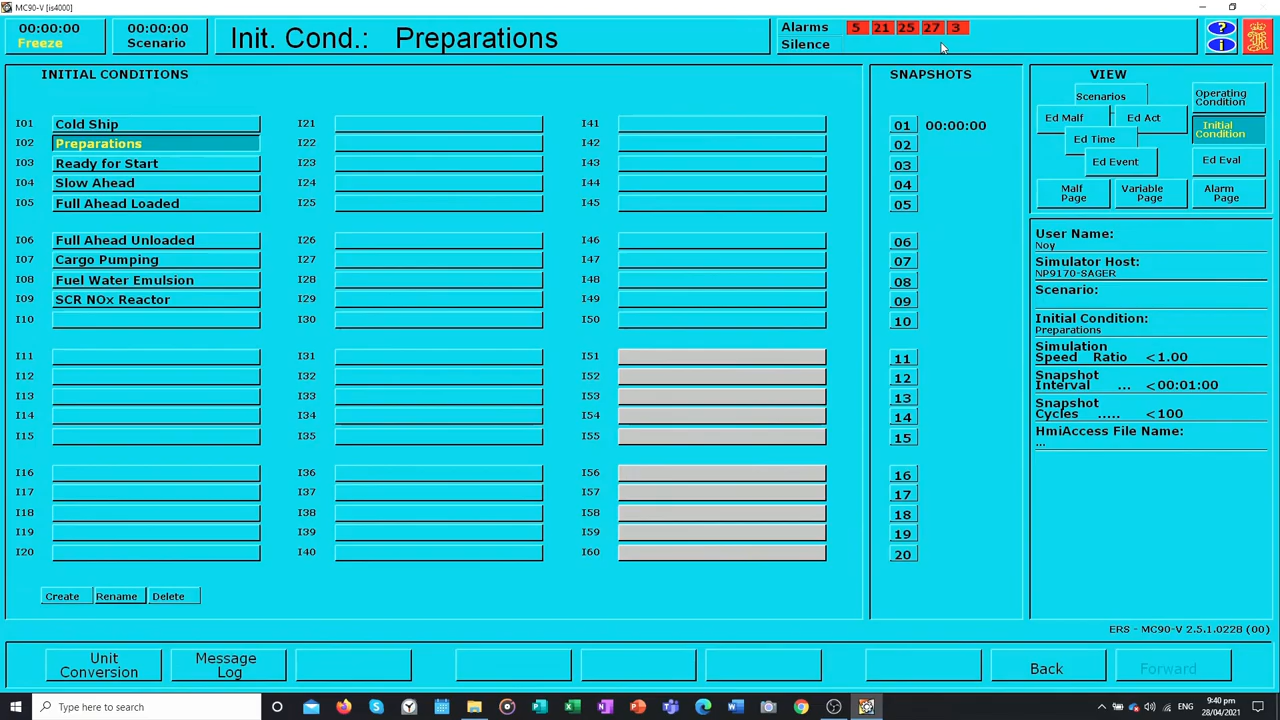 MC90-V [is4000]
00:00:00
Freeze
00:00:00
Scenario
Init. Cond.: Preparations
Alarms 5 21 25 27 3
Silence
?
i
INITIAL CONDITIONS
I01 Cold Ship
I02 Preparations
I03 Ready for Start
I04 Slow Ahead
I05 Full Ahead Loaded
I06 Full Ahead Unloaded
I07 Cargo Pumping
I08 Fuel Water Emulsion
I09 SCR NOx Reactor
I10
I11
I12
I13
I14
I15
I16
I17
I18
I19
I20
I21
I22
I23
I24
I25
I26
I27
I28
I29
I30
I31
I32
I33
I34
I35
I36
I37
I38
I39
I40
I41
I42
I43
I44
I45
I46
I47
I48
I49
I50
I51
I52
I53
I54
I55
I56
I57
I58
I59
I60
Create Rename Delete
SNAPSHOTS
01 00:00:00
02
03
04
05
06
07
08
09
10
11
12
13
14
15
16
17
18
19
20
VIEW
Scenarios
Ed Malf
Ed Act
Ed Time
Ed Event
Operating
Condition
Initial
Condition
Ed Eval
Malf
Page
Variable
Page
Alarm
Page
User Name:
Noy
Simulator Host:
NP9170-SAGER
Scenario:
Initial Condition:
Preparations
Simulation
Speed Ratio <1.00
Snapshot
Interval ... <00:01:00
Snapshot
Cycles ..... <100
HmiAccess File Name:
...
ERS - MC90-V 2.5.1.0228 (00)
Unit
Conversion
Message
Log
Back
Forward
Type here to search
ENG
9:40 pm
28/04/2021